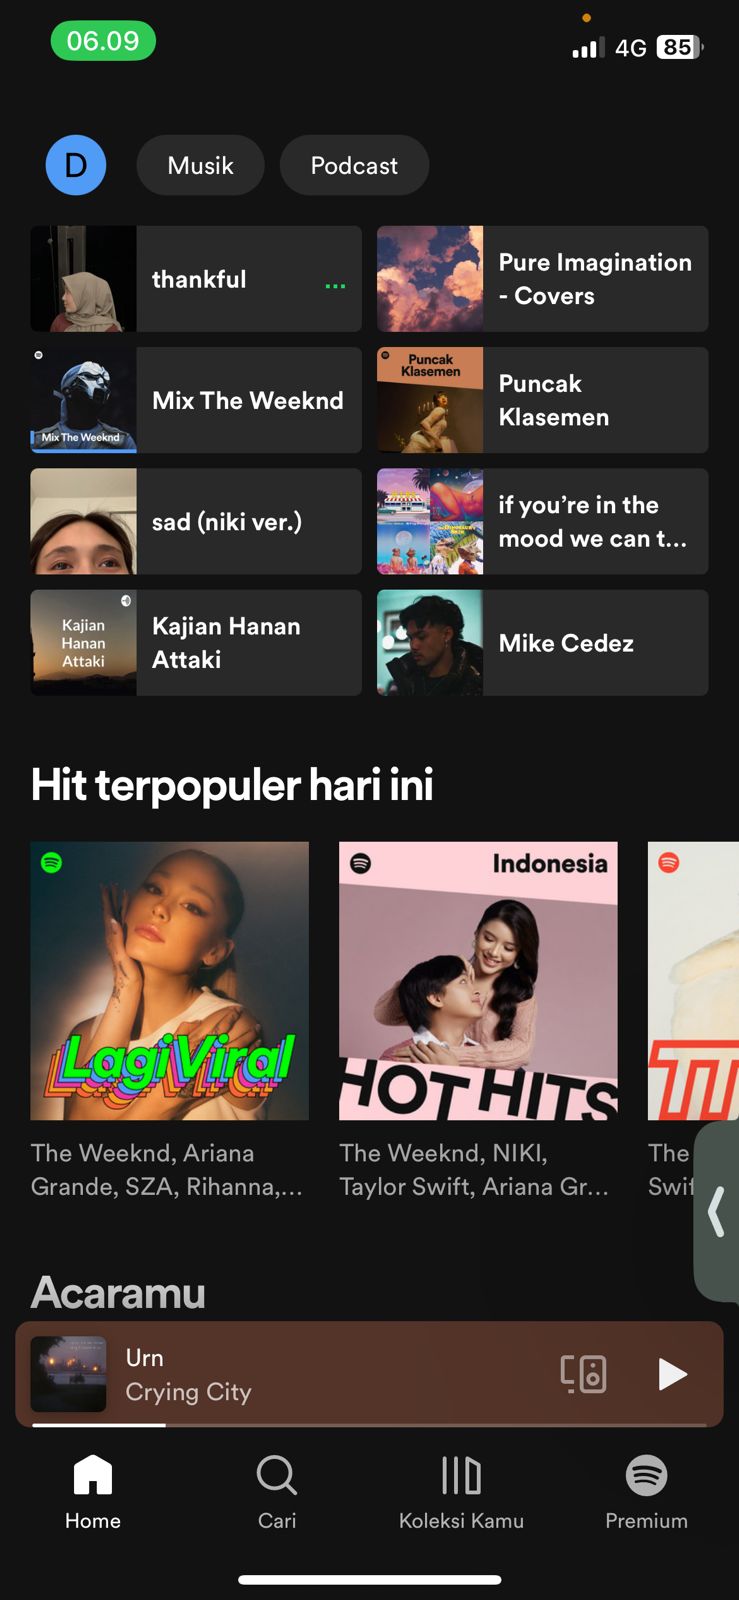 06.09
4G 85
D
Musik
Podcast
thankful
...
Pure Imagination
- Covers
Mix The Weeknd
Mix The Weeknd
Puncak
Klasemen
Puncak
Klasemen
sad (niki ver.)
if you’re in the
mood we can t...
Kajian
Hanan
Attaki
Kajian Hanan
Attaki
Mike Cedez
Hit terpopuler hari ini
LagiViral
Indonesia
HOT HITS
The Weeknd, Ariana
Grande, SZA, Rihanna,...
The Weeknd, NIKI,
Taylor Swift, Ariana Gr...
The
Swif
Acaramu
Urn
Crying City
Home
Cari
Koleksi Kamu
Premium